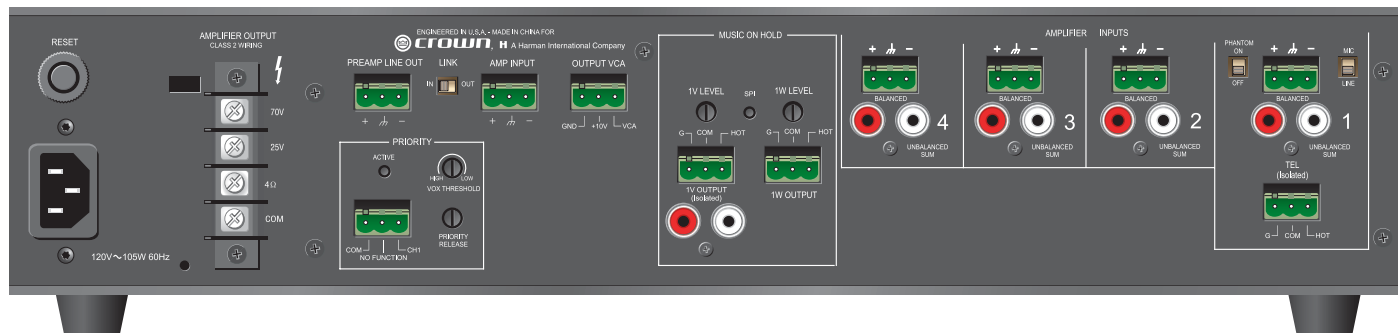 RESET
AMPLIFIER OUTPUT
CLASS 2 WIRING
70V
25V
4Ω
COM
120V~105W 60Hz
ENGINEERED IN U.S.A. - MADE IN CHINA FOR
crown, H A Harman International Company
PREAMP LINE OUT
LINK
IN
OUT
AMP INPUT
OUTPUT VCA
+ -
+ -
GND +10V VCA
PRIORITY
ACTIVE
HIGH LOW
VOX THRESHOLD
COM CH1
NO FUNCTION
PRIORITY
RELEASE
MUSIC ON HOLD
1V LEVEL
SPI
1W LEVEL
G COM HOT
G COM HOT
1V OUTPUT
(Isolated)
1W OUTPUT
AMPLIFIER INPUTS
+ -
BALANCED
4
UNBALANCED
SUM
+ -
BALANCED
3
UNBALANCED
SUM
+ -
BALANCED
2
UNBALANCED
SUM
PHANTOM
ON
OFF
+ -
MIC
LINE
BALANCED
1
UNBALANCED
SUM
TEL
(Isolated)
G COM HOT